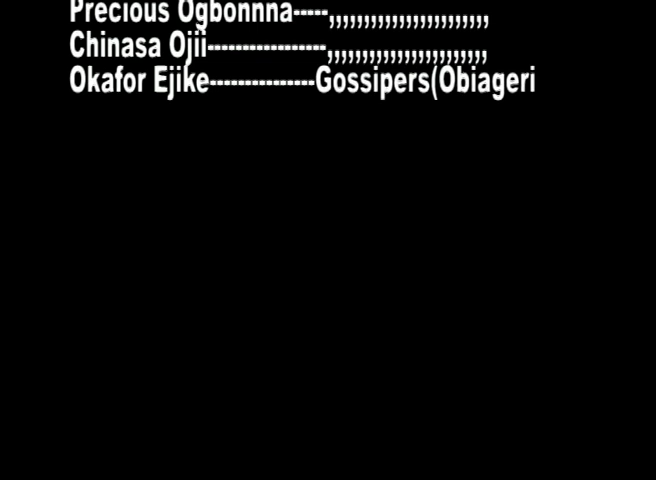 Precious Ogbonnna-----,,,,,,,,,,,,,,,,,,,,,,,
Chinasa Ojii-----------------,,,,,,,,,,,,,,,,,,,,,,,
Okafor Ejike---------------Gossipers(Obiageri